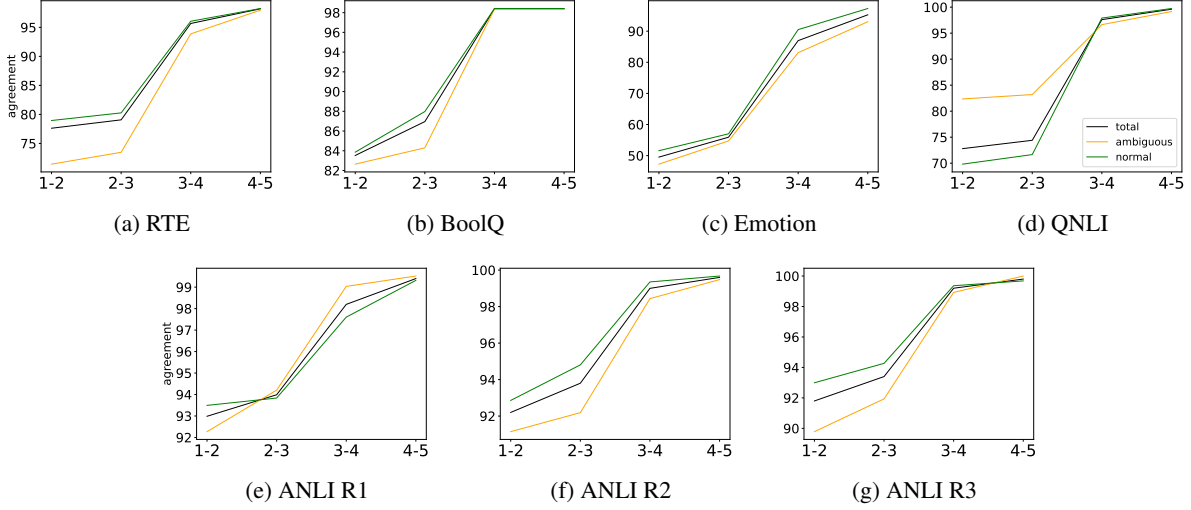 agreement
95
90
85
80
75
1-2 2-3 3-4 4-5
(a) RTE
98
96
94
92
90
88
86
84
82
1-2 2-3 3-4 4-5
(b) BoolQ
90
80
70
60
50
1-2 2-3 3-4 4-5
(c) Emotion
100
95
90
85
80
75
70
total
ambiguous
normal
1-2 2-3 3-4 4-5
(d) QNLI
agreement
99
98
97
96
95
94
93
92
1-2 2-3 3-4 4-5
(e) ANLI R1
100
98
96
94
92
1-2 2-3 3-4 4-5
(f) ANLI R2
100
98
96
94
92
90
1-2 2-3 3-4 4-5
(g) ANLI R3